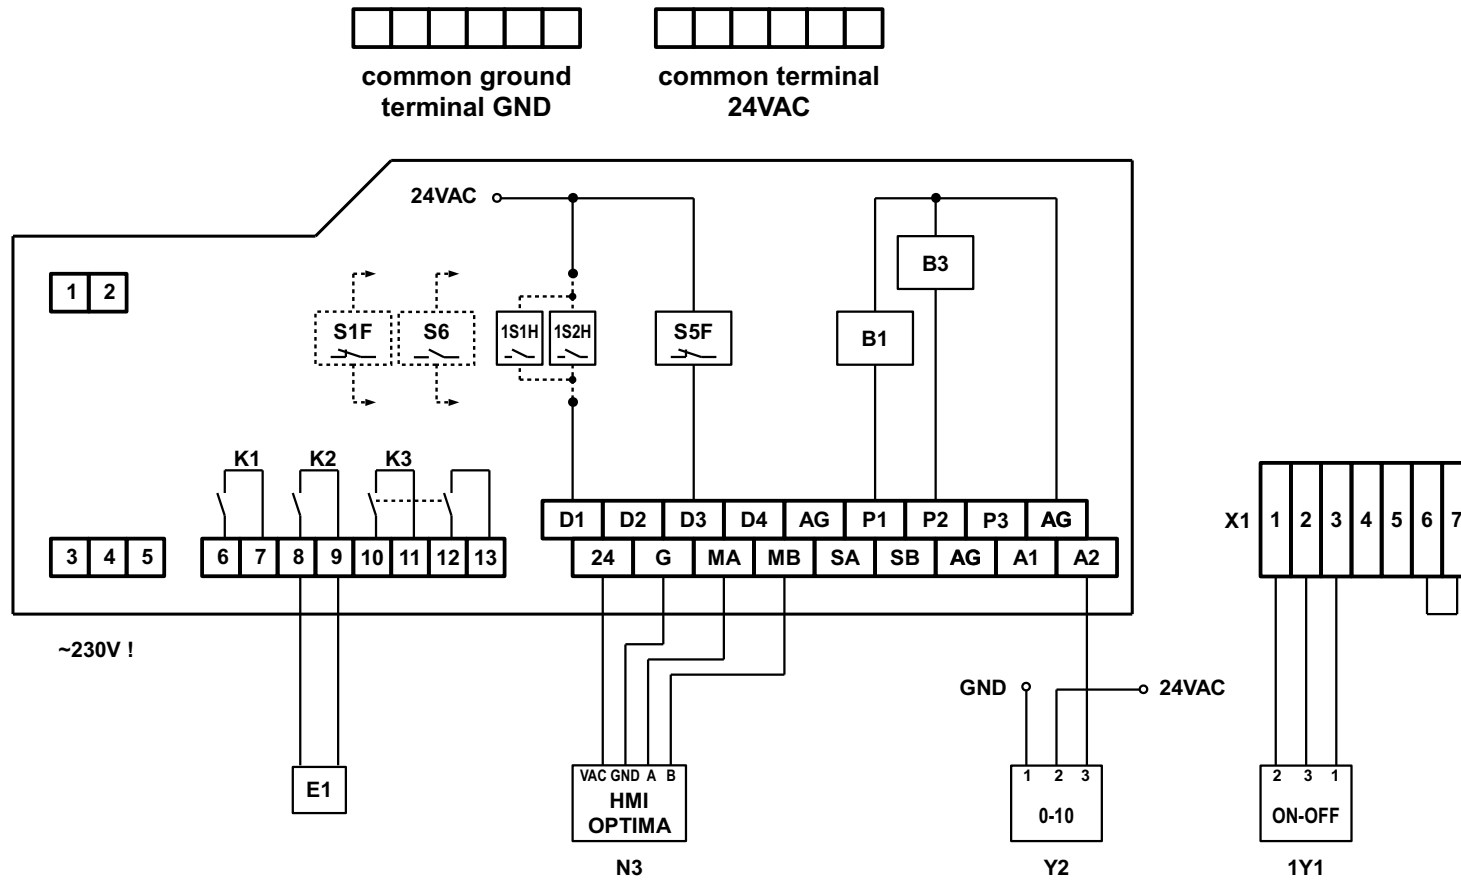 common ground
terminal GND
common terminal
24VAC
24VAC
1 2
S1F S6 1S1H 1S2H S5F B1 B3
K1 K2 K3
3 4 5
6 7 8 9 10 11 12 13
D1 D2 D3 D4 AG P1 P2 P3 AG
24 G MA MB SA SB AG A1 A2
X1 1 2 3 4 5 6 7
~230V !
GND 24VAC
E1
VAC GND A B
HMI
OPTIMA
N3
1 2 3
0-10
Y2
2 3 1
ON-OFF
1Y1